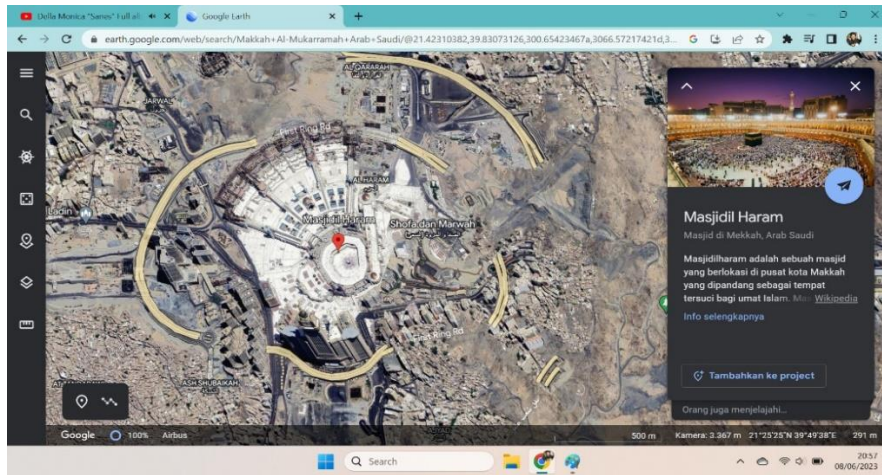 Dolla Monica "Sanes" Full alb
Google Earth
earth.google.com/web/search/Makkah+Al-Mukarramah+Arab+Saudi/@21.42310382,39.83073126,300.65423467a,3066.57217421d,3...
AL QARARAH
JARWAL
First Ring Rd
AL HARAM
Ladin
Masjidil Haram
Shofa dan Marwah
First Ring Rd
ASH SHUBAIKAH
Masjidil Haram
Masjid di Mekkah, Arab Saudi
Masjidilharam adalah sebuah masjid
yang berlokasi di pusat kota Makkah
yang dipandang sebagai tempat
tersuci bagi umat Islam. Mas Wikipedia
Info selengkapnya
Tambahkan ke project
Orang juga menjelajahi...
Google 100% Airbus
500 m Kamera: 3.367 m 21°25'25"N 39°49'38"E 291 m
Search
20:57
08/06/2023